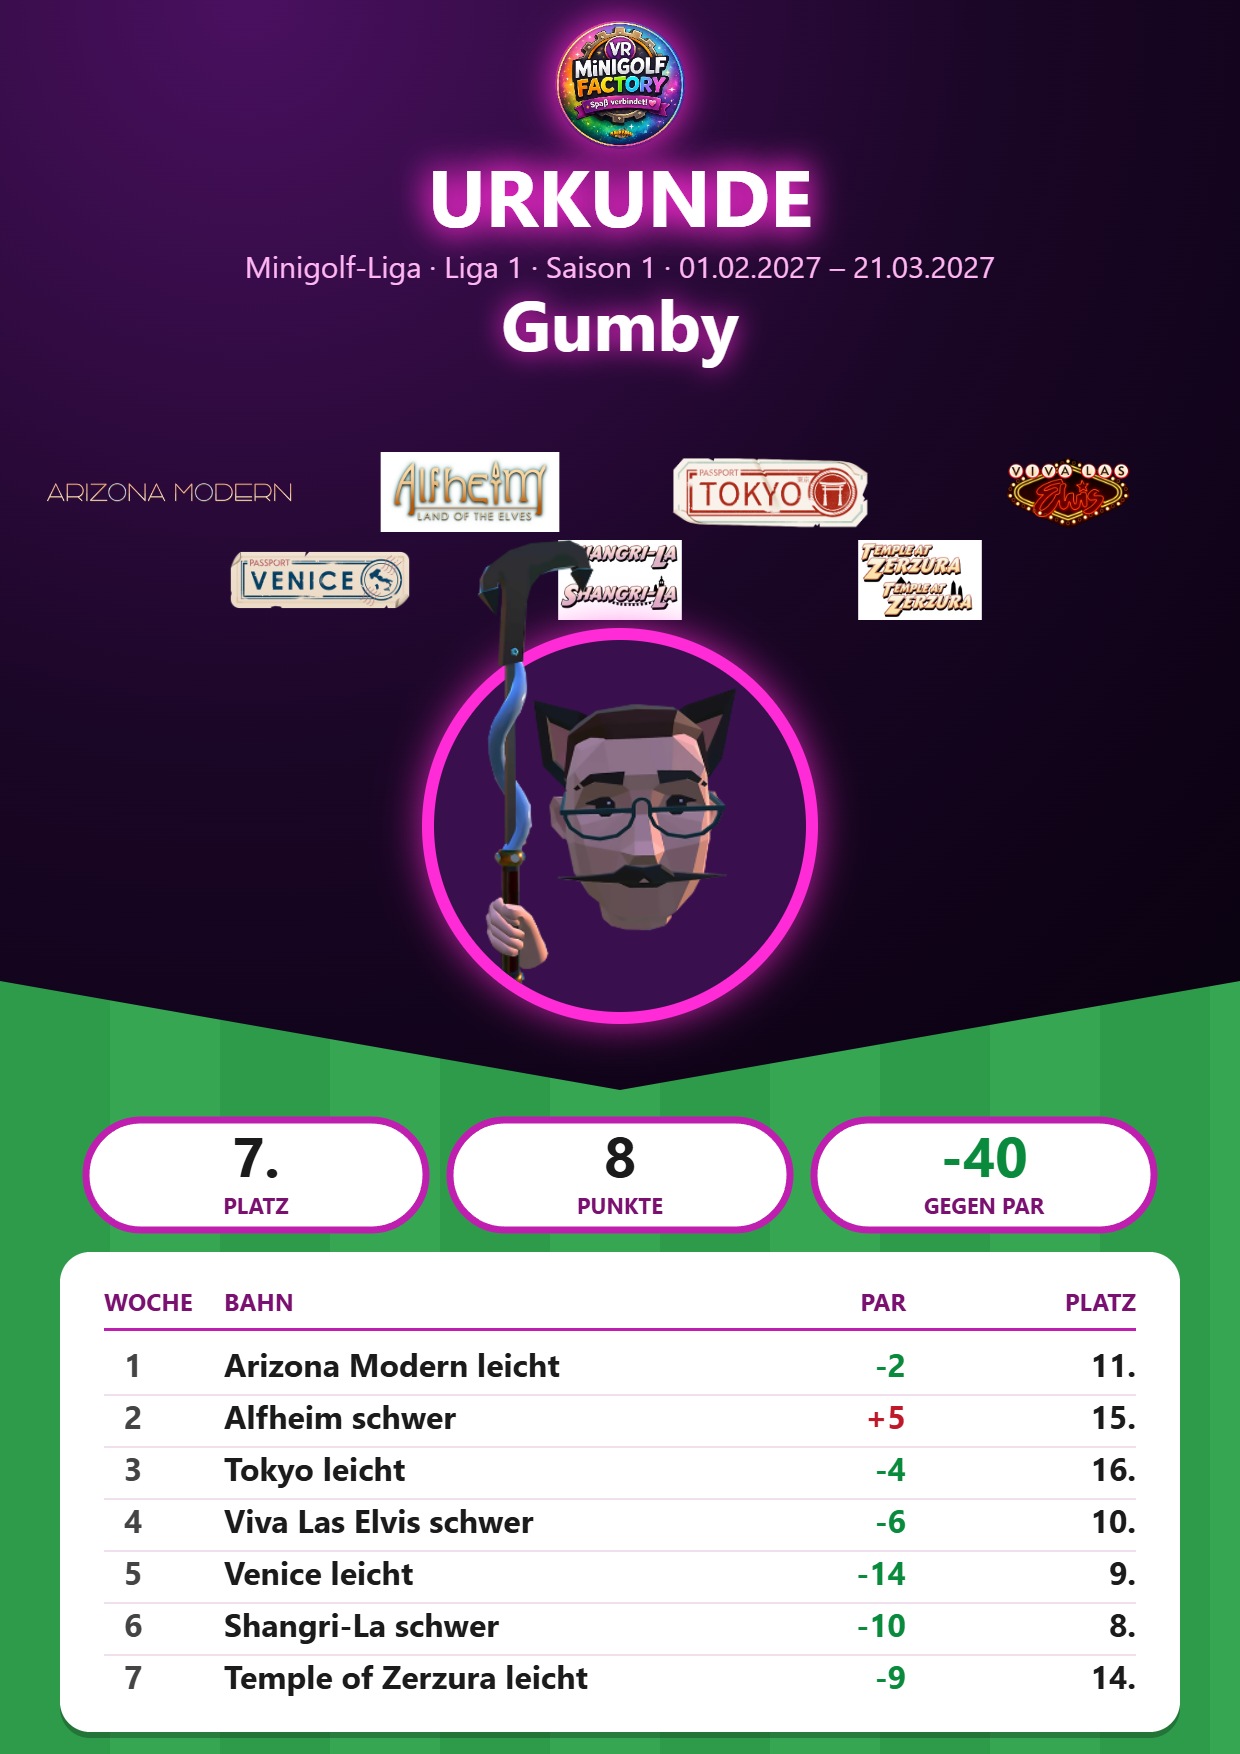 VR
MiNiGOLF
FACTORY
Spaß verbindet!
URKUNDE
Minigolf-Liga · Liga 1 · Saison 1 · 01.02.2027 – 21.03.2027
Gumby
ARIZONA MODERN
Alfheim
LAND OF THE ELVES
PASSPORT
TOKYO
VIVA LAS
Elvis
PASSPORT
VENICE
HANGRI-LA
SHANGRI-LA
TEMPLE AT
ZERZURA
TEMPLE AT
ZERZURA
7. 8 -40
PLATZ PUNKTE GEGEN PAR
WOCHE BAHN PAR PLATZ
1 Arizona Modern leicht -2 11.
2 Alfheim schwer +5 15.
3 Tokyo leicht -4 16.
4 Viva Las Elvis schwer -6 10.
5 Venice leicht -14 9.
6 Shangri-La schwer -10 8.
7 Temple of Zerzura leicht -9 14.